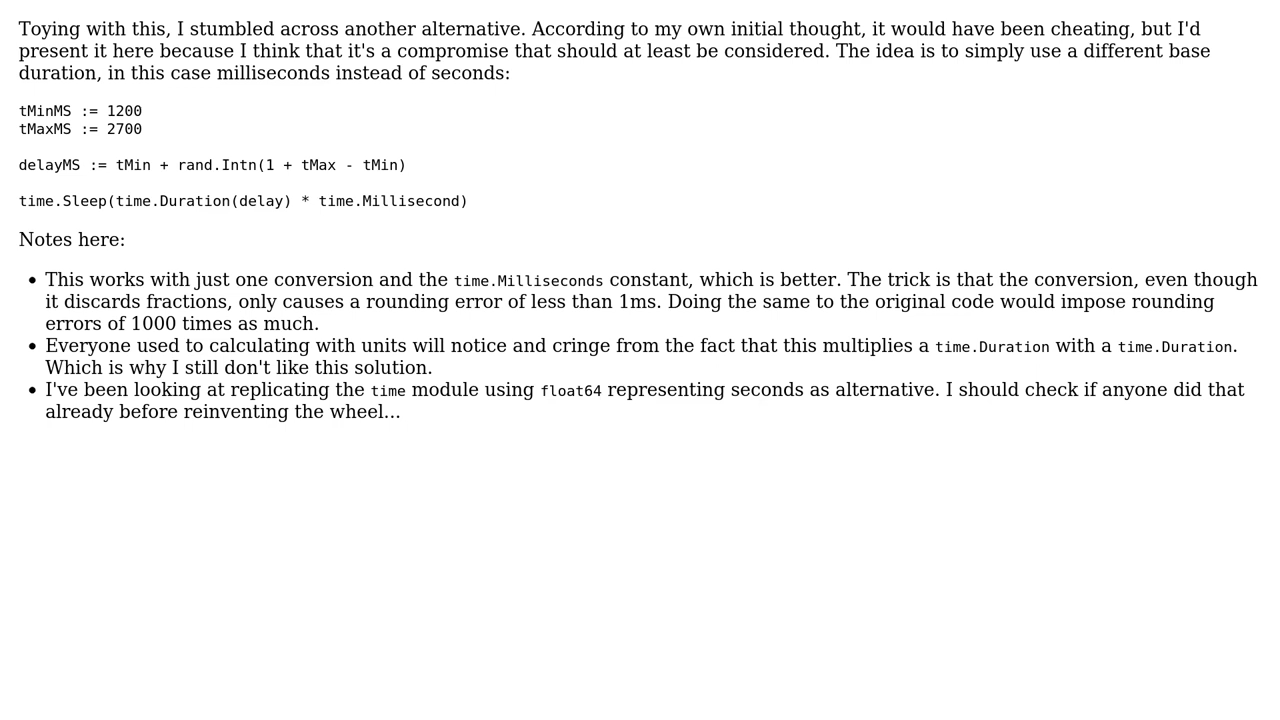 Toying with this, I stumbled across another alternative. According to my own initial thought, it would have been cheating, but I'd
present it here because I think that it's a compromise that should at least be considered. The idea is to simply use a different base
duration, in this case milliseconds instead of seconds:
tMinMS := 1200
tMaxMS := 2700
delayMS := tMin + rand.Intn(1 + tMax - tMin)
time.Sleep(time.Duration(delay) * time.Millisecond)
Notes here:
• This works with just one conversion and the time.Milliseconds constant, which is better. The trick is that the conversion, even though
it discards fractions, only causes a rounding error of less than 1ms. Doing the same to the original code would impose rounding
errors of 1000 times as much.
• Everyone used to calculating with units will notice and cringe from the fact that this multiplies a time.Duration with a time.Duration.
Which is why I still don't like this solution.
• I've been looking at replicating the time module using float64 representing seconds as alternative. I should check if anyone did that
already before reinventing the wheel...